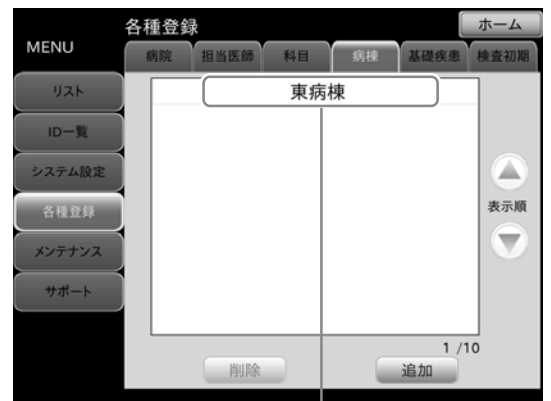 各種登録
ホーム
MENU
病院
担当医師
科目
病棟
基礎疾患
検査初期
リスト
ID一覧
システム設定
各種登録
メンテナンス
サポート
東病棟
表示順
1 /10
削除
追加